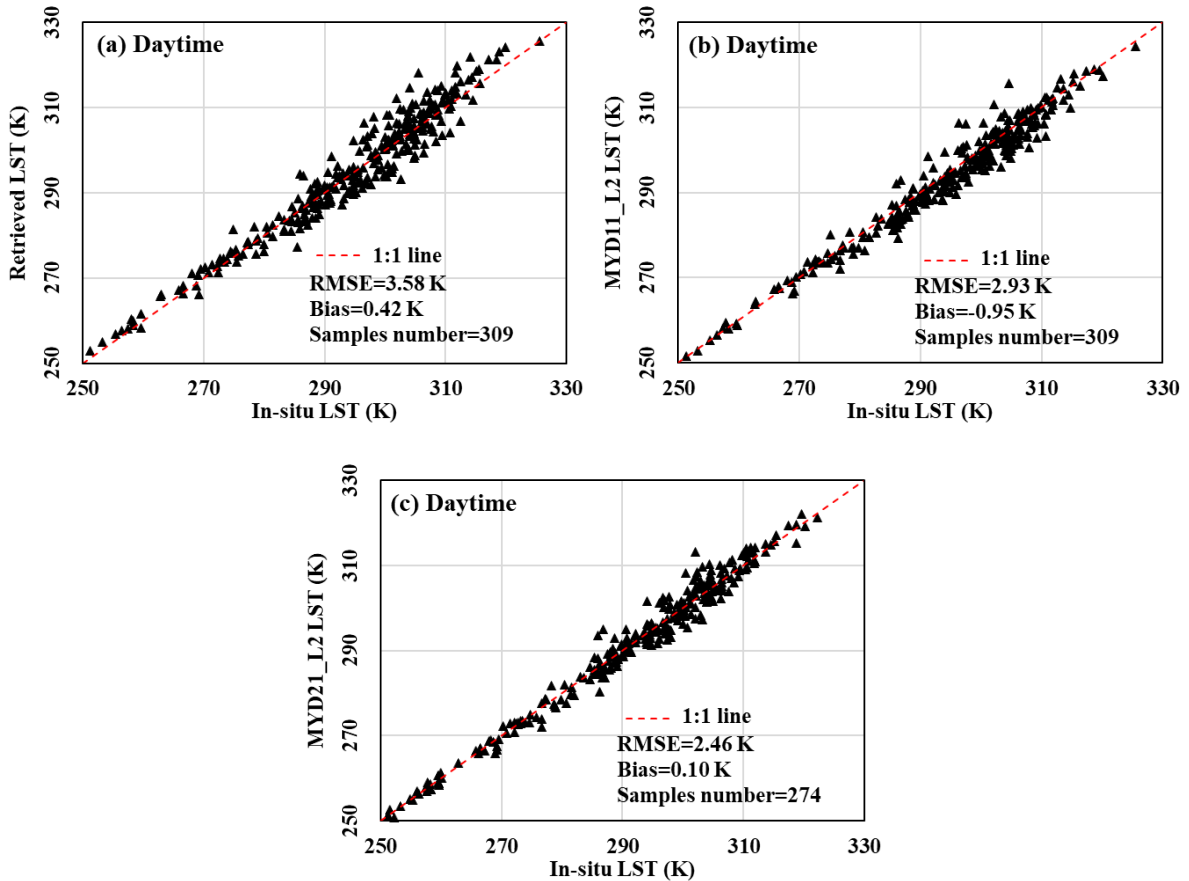 (a) Daytime
Retrieved LST (K)
330
310
290
270
250
1:1 line
RMSE=3.58 K
Bias=0.42 K
Samples number=309
250 270 290 310 330
In-situ LST (K)
(b) Daytime
MYD11_L2 LST (K)
330
310
290
270
250
1:1 line
RMSE=2.93 K
Bias=-0.95 K
Samples number=309
250 270 290 310 330
In-situ LST (K)
(c) Daytime
MYD21_L2 LST (K)
330
310
290
270
250
1:1 line
RMSE=2.46 K
Bias=0.10 K
Samples number=274
250 270 290 310 330
In-situ LST (K)